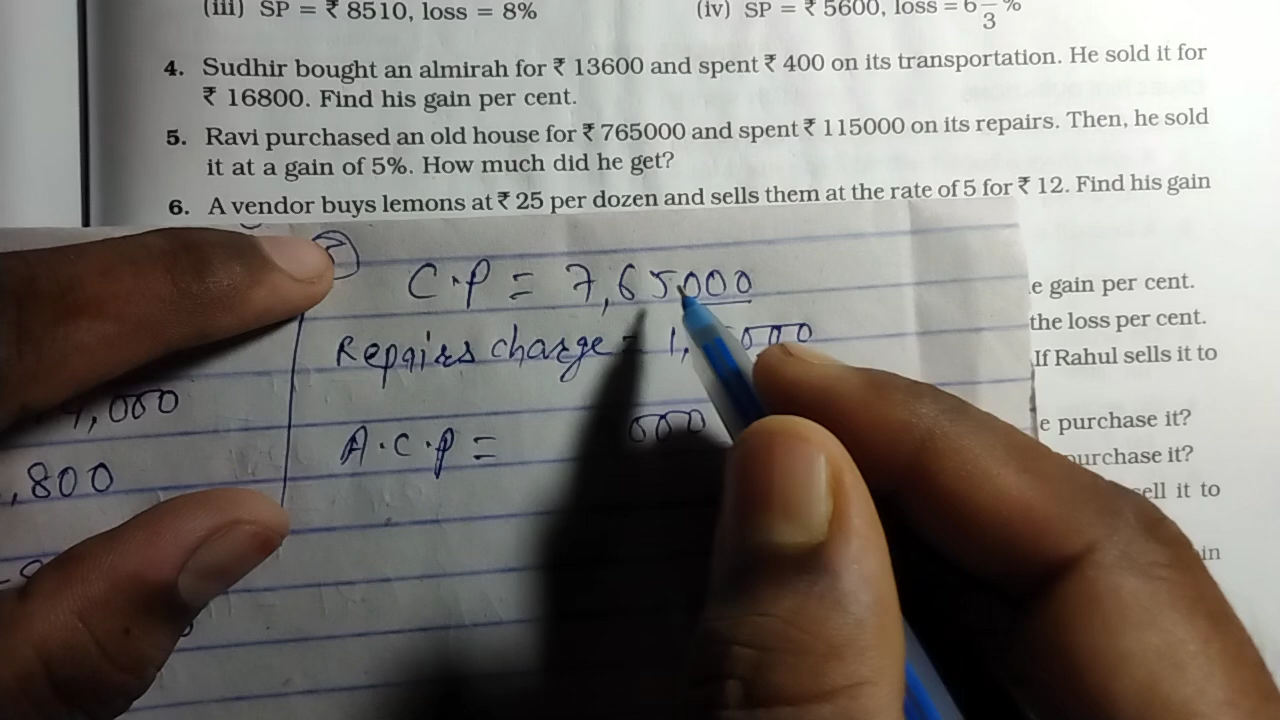 (iii) SP = ₹ 8510, loss = 8% (iv) SP = ₹ 5600, loss = 6 /3 %
4. Sudhir bought an almirah for ₹ 13600 and spent ₹ 400 on its transportation. He sold it for
₹ 16800. Find his gain per cent.
5. Ravi purchased an old house for ₹ 765000 and spent ₹ 115000 on its repairs. Then, he sold
it at a gain of 5%. How much did he get?
6. A vendor buys lemons at ₹ 25 per dozen and sells them at the rate of 5 for ₹ 12. Find his gain
C.P = 7,65000
Repairs charge
A.C.P = 000
,000
,800
e gain per cent.
the loss per cent.
If Rahul sells it to
e purchase it?
purchase it?
sell it to
in